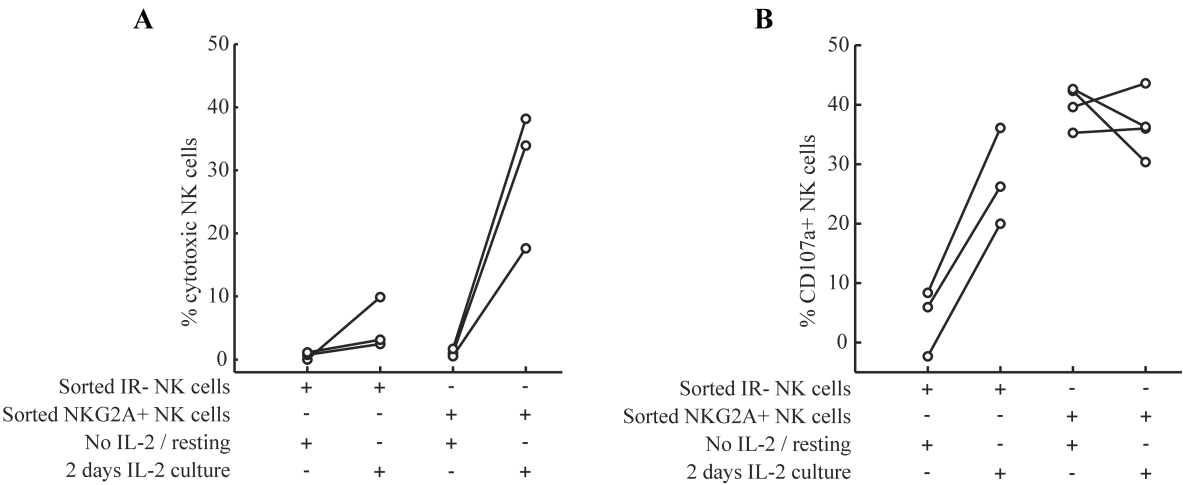 A
% cytotoxic NK cells
50
40
30
20
10
0
Sorted IR- NK cells + + - -
Sorted NKG2A+ NK cells - - + +
No IL-2 / resting + - + -
2 days IL-2 culture - + - +
B
% CD107a+ NK cells
50
40
30
20
10
0
Sorted IR- NK cells + + - -
Sorted NKG2A+ NK cells - - + +
No IL-2 / resting + - + -
2 days IL-2 culture - + - +